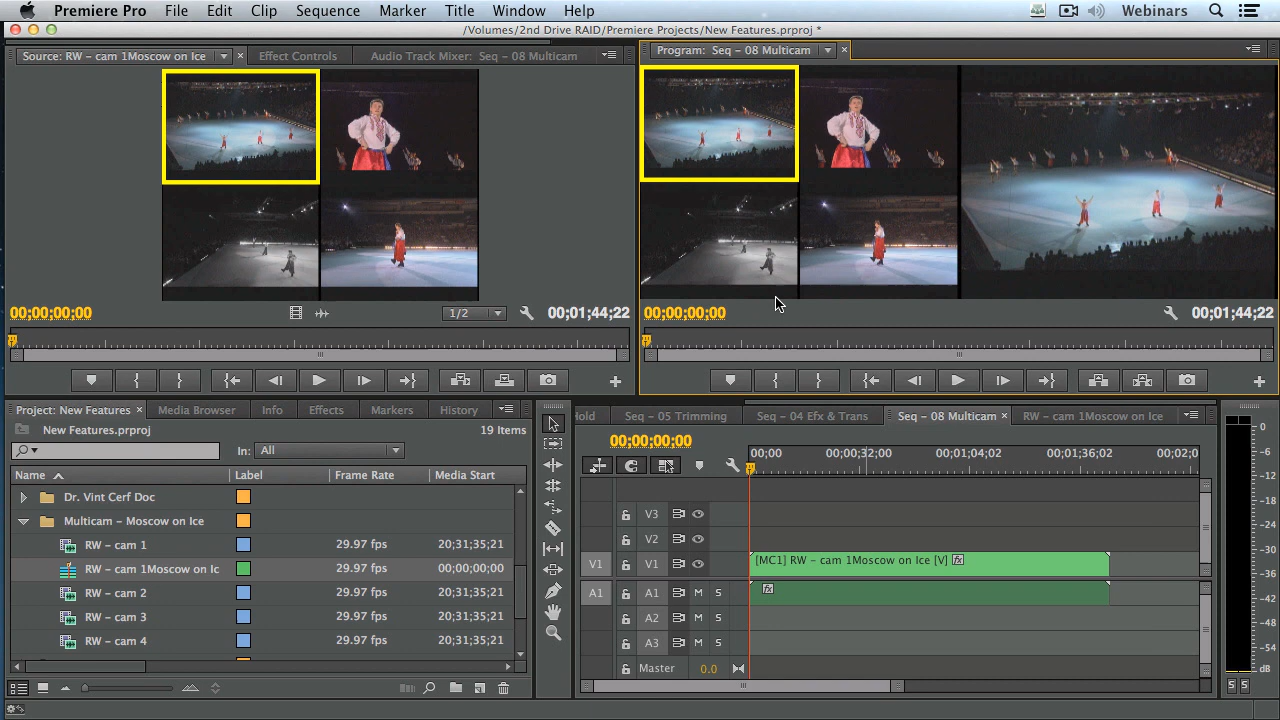 Premiere Pro File Edit Clip Sequence Marker Title Window Help Webinars
/Volumes/2nd Drive RAID/Premiere Projects/New Features.prproj *
Source: RW - cam 1Moscow on Ice × Effect Controls Audio Track Mixer: Seq - 08 Multicam
Program: Seq - 08 Multicam ×
00;00;00;00 1/2 00;01;44;22
00;00;00;00 00;01;44;22
Project: New Features × Media Browser Info Effects Markers History
New Features.prproj 19 Items
In: All
Name Label Frame Rate Media Start
Dr. Vint Cerf Doc
Multicam - Moscow on Ice
RW - cam 1 29.97 fps 20;31;35;21
RW - cam 1Moscow on Ic 29.97 fps 00;00;00;00
RW - cam 2 29.97 fps 20;31;35;21
RW - cam 3 29.97 fps 20;31;35;21
RW - cam 4 29.97 fps 20;31;35;21
Hold Seq - 05 Trimming Seq - 04 Efx & Trans Seq - 08 Multicam × RW - cam 1Moscow on Ice
00;00;00;00
00;00 00;00;32;00 00;01;04;02 00;01;36;02 00;02;0
V3
V2
V1 V1 [MC1] RW - cam 1Moscow on Ice [V] fx
A1 A1 M S fx
A2 M S
A3 M S
Master 0.0
0
-6
-12
-18
-24
-30
-36
-42
-48
-54
dB
S S